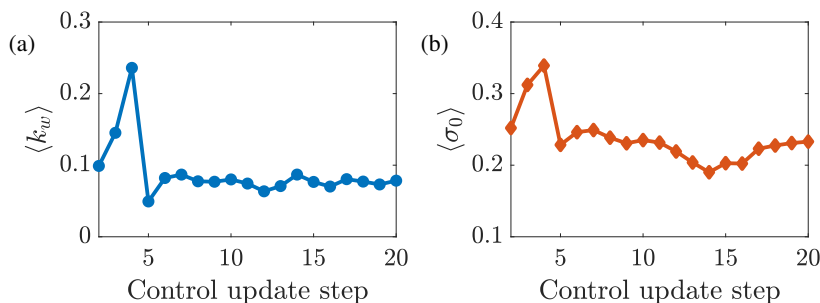 (a)
0.3
0.2
0.1
0
⟨k_w⟩
5 10 15 20
Control update step
(b)
0.4
0.3
0.2
0.1
⟨σ_0⟩
5 10 15 20
Control update step